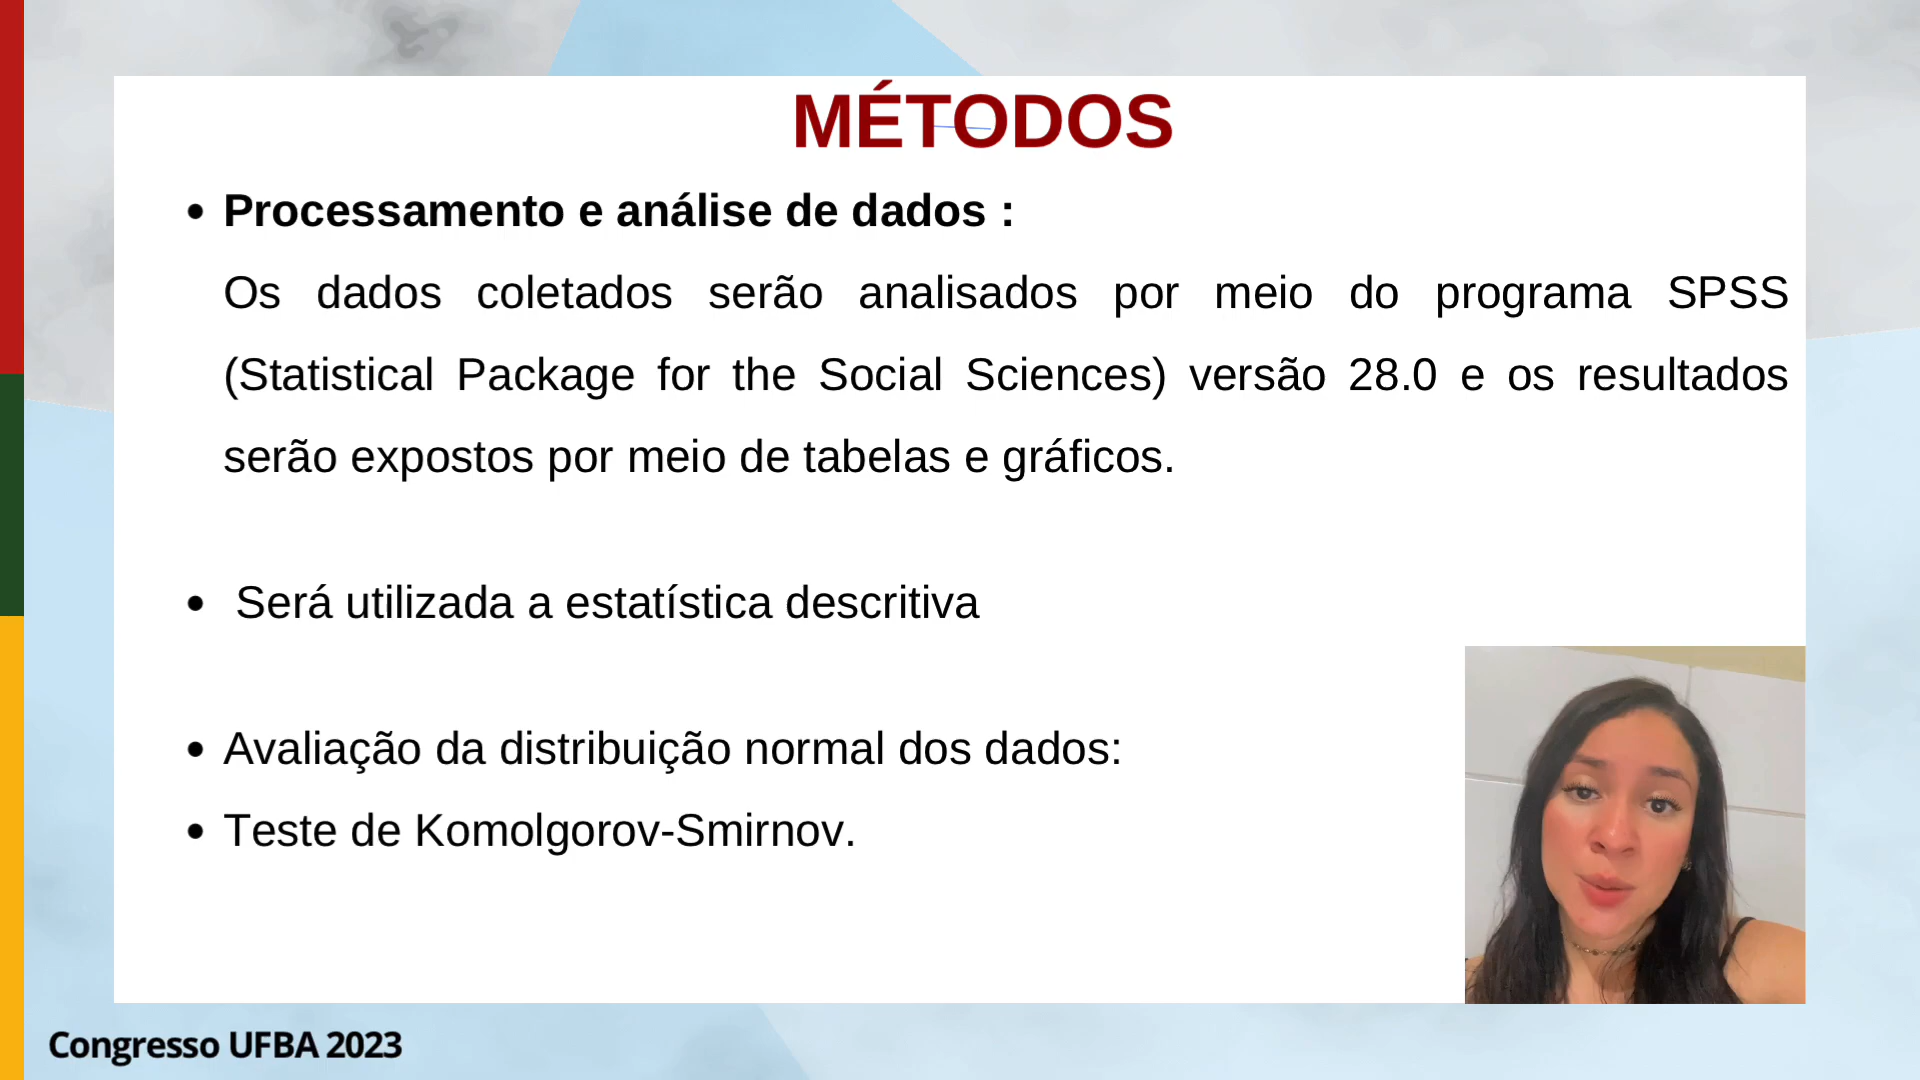 MÉTODOS
• Processamento e análise de dados :
Os dados coletados serão analisados por meio do programa SPSS
(Statistical Package for the Social Sciences) versão 28.0 e os resultados
serão expostos por meio de tabelas e gráficos.
• Será utilizada a estatística descritiva
• Avaliação da distribuição normal dos dados:
• Teste de Komolgorov-Smirnov.
Congresso UFBA 2023